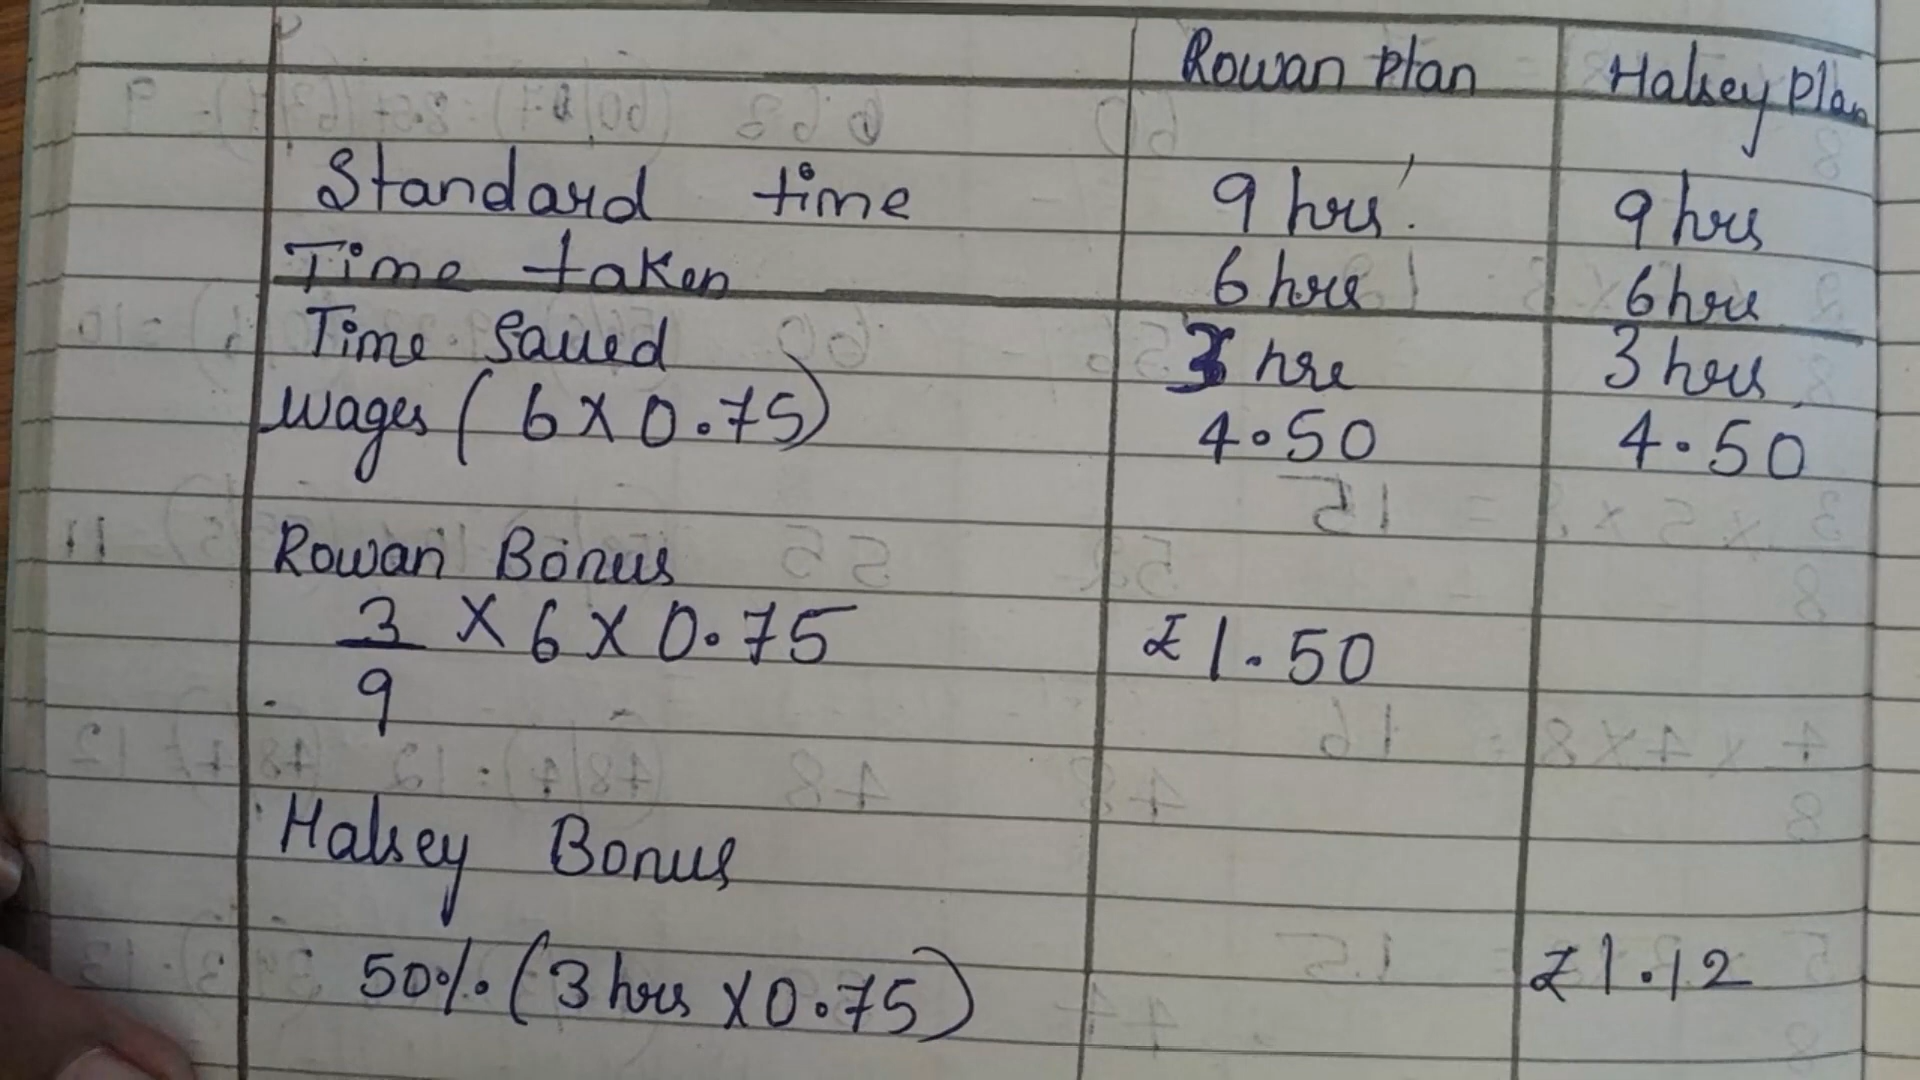 Rowan Plan Halsey Plan
Standard time 9 hrs. 9 hrs
Time taken 6 hrs 6 hrs
Time Saved 3 hrs 3 hrs
Wages (6 × 0.75) 4.50 4.50
Rowan Bonus
3/9 × 6 × 0.75 £1.50
Halsey Bonus
50% (3 hrs × 0.75) £1.12